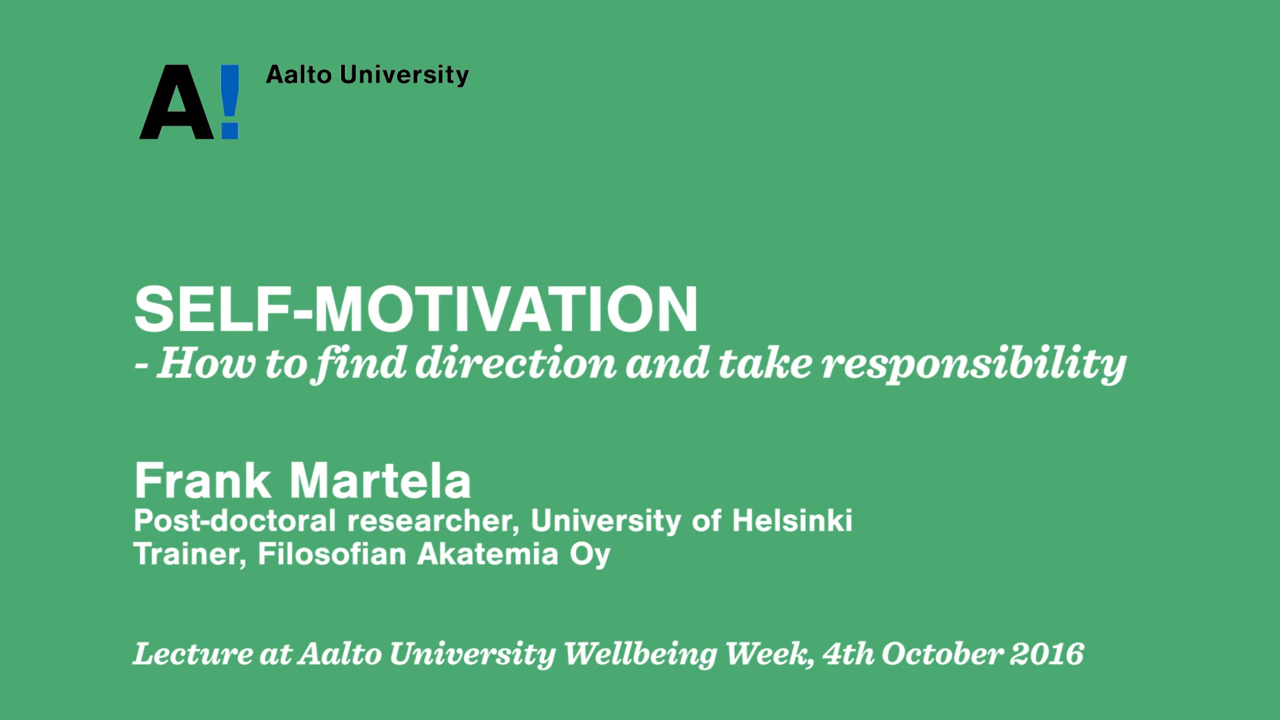 A!
Aalto University
SELF-MOTIVATION
- How to find direction and take responsibility
Frank Martela
Post-doctoral researcher, University of Helsinki
Trainer, Filosofian Akatemia Oy
Lecture at Aalto University Wellbeing Week, 4th October 2016